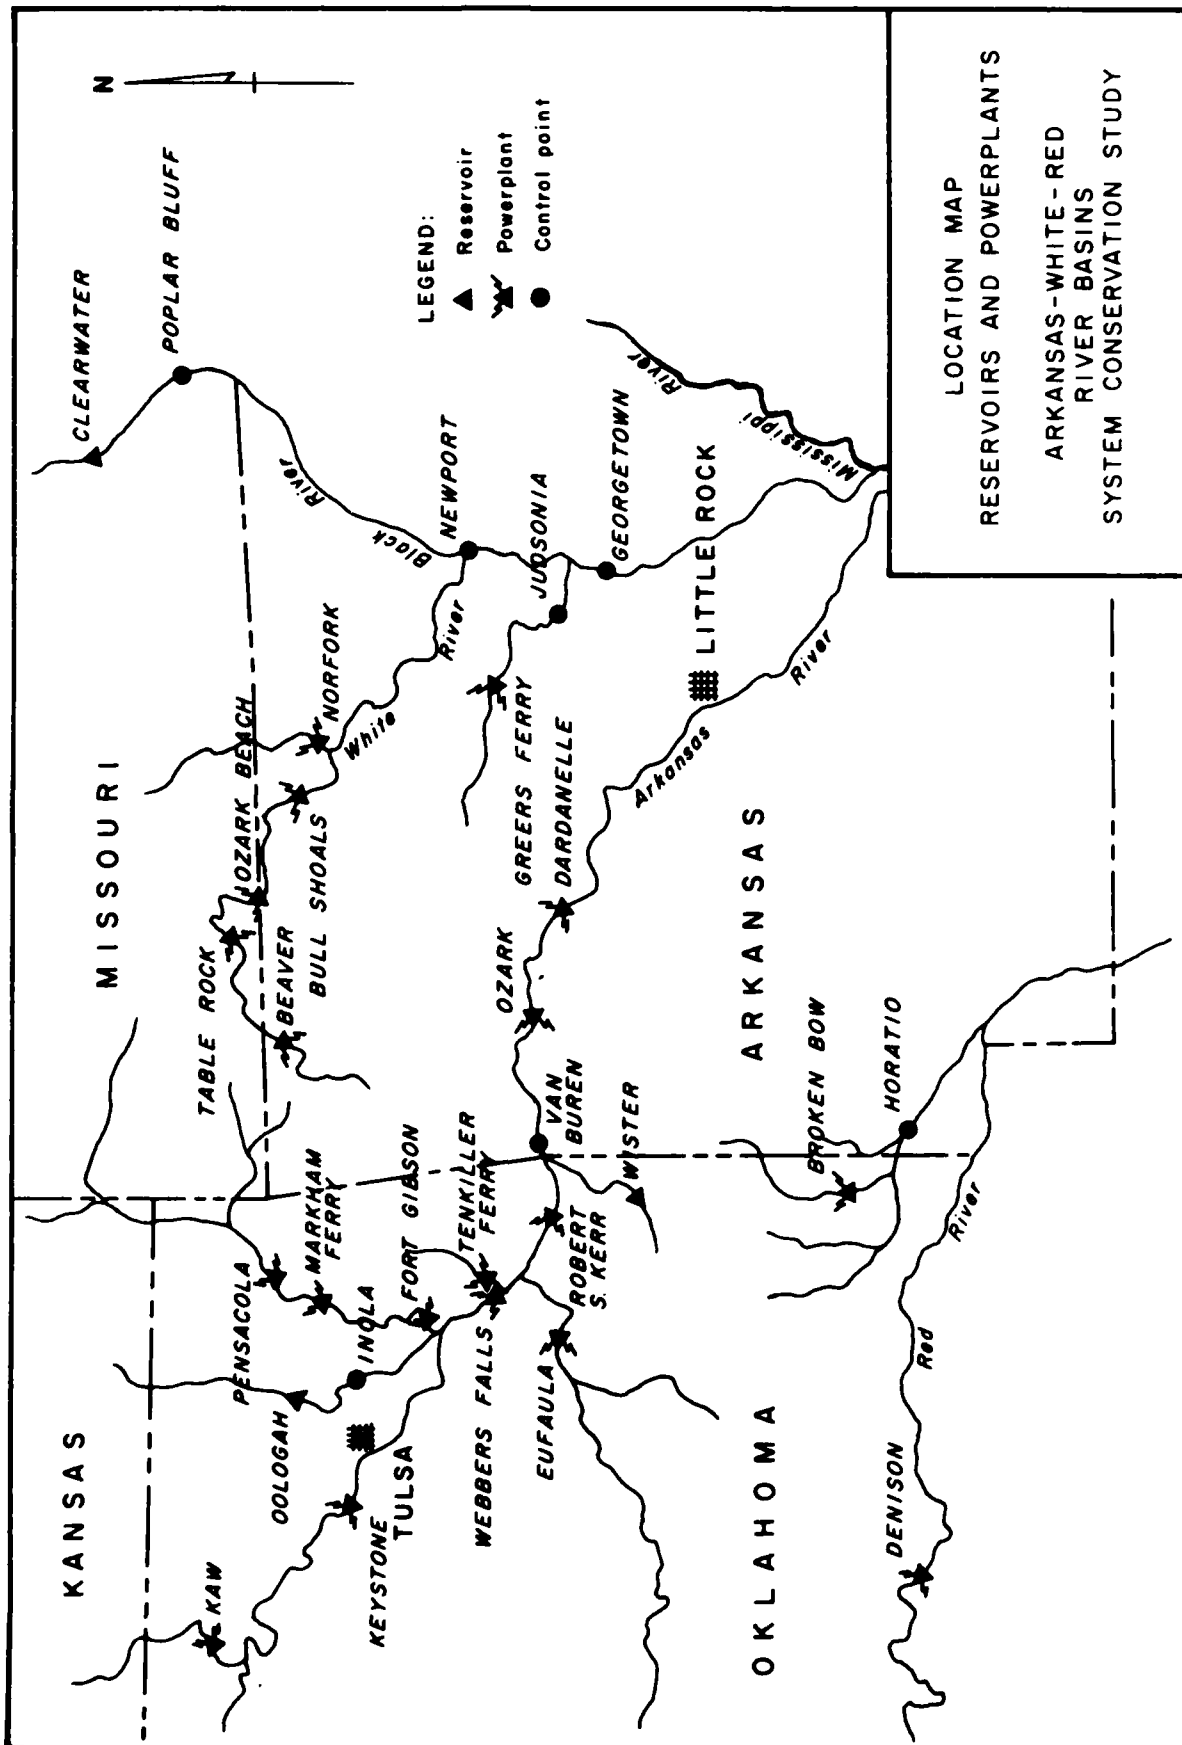 N
KANSAS
MISSOURI
CLEARWATER
POPLAR BLUFF
KAW
OOLOGAH
PENSACOLA
MARKHAM
FERRY
TABLE ROCK
BEAVER
OZARK BEACH
BULL SHOALS
NORFORK
White
River
Black
River
NEWPORT
LEGEND:
Reservoir
Powerplant
Control point
KEYSTONE
TULSA
INOLA
FORT GIBSON
WEBBERS FALLS
TENKILLER
FERRY
EUFAULA
ROBERT
S. KERR
VAN
BUREN
WISTER
OZARK
DARDANELLE
GREERS FERRY
JUDSONIA
GEORGETOWN
LITTLE ROCK
Arkansas
River
Mississippi
River
OKLAHOMA
ARKANSAS
BROKEN BOW
HORATIO
DENISON
Red
River
LOCATION MAP
RESERVOIRS AND POWERPLANTS
ARKANSAS-WHITE-RED
RIVER BASINS
SYSTEM CONSERVATION STUDY